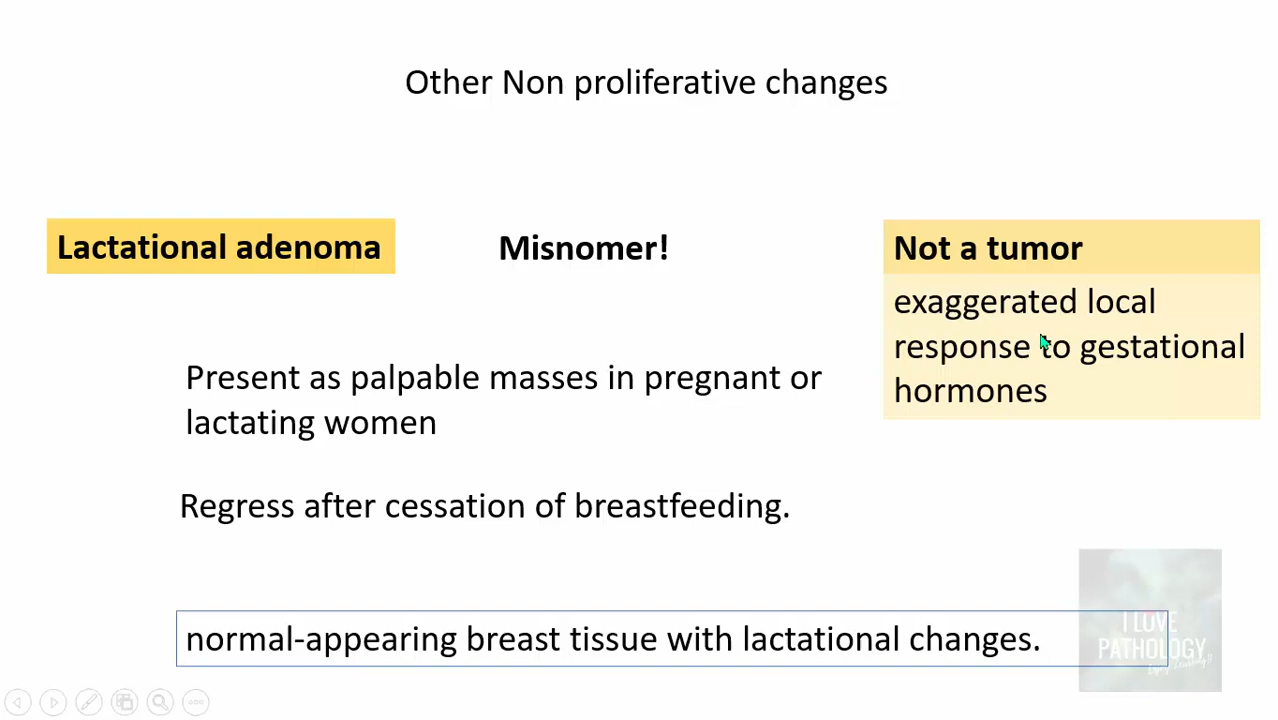 Other Non proliferative changes
Lactational adenoma
Misnomer!
Not a tumor
exaggerated local
response to gestational
hormones
Present as palpable masses in pregnant or
lactating women
Regress after cessation of breastfeeding.
normal-appearing breast tissue with lactational changes.
I LOVE
PATHOLOGY
Enjoy Learning!!